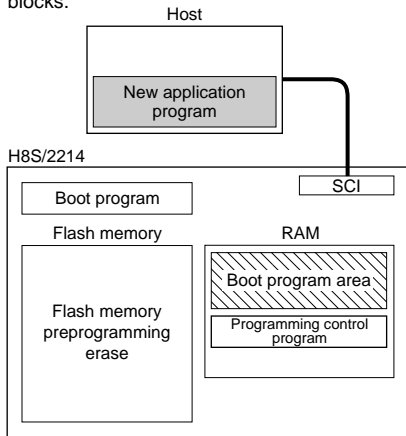 blocks.
Host
New application
program
H8S/2214
SCI
Boot program
Flash memory
RAM
Boot program area
Flash memory
preprogramming
erase
Programming control
program